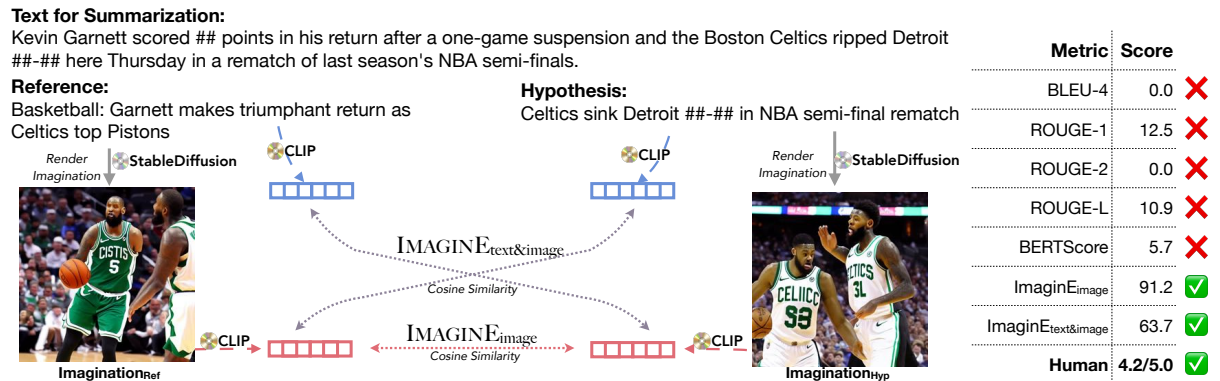 Text for Summarization:
Kevin Garnett scored ## points in his return after a one-game suspension and the Boston Celtics ripped Detroit
##-## here Thursday in a rematch of last season's NBA semi-finals.
Reference:
Basketball: Garnett makes triumphant return as
Celtics top Pistons
Hypothesis:
Celtics sink Detroit ##-## in NBA semi-final rematch
Render
Imagination
StableDiffusion
CLIP
CLIP
Render
Imagination
StableDiffusion
IMAGINEtext&image
Cosine Similarity
IMAGINEimage
Cosine Similarity
CLIP
CLIP
CISTIS
5
CELIICC
93
CTICS
3L
ImaginationRef
ImaginationHyp
Metric Score
BLEU-4 0.0
ROUGE-1 12.5
ROUGE-2 0.0
ROUGE-L 10.9
BERTScore 5.7
ImaginEimage 91.2
ImaginEtext&image 63.7
Human 4.2/5.0